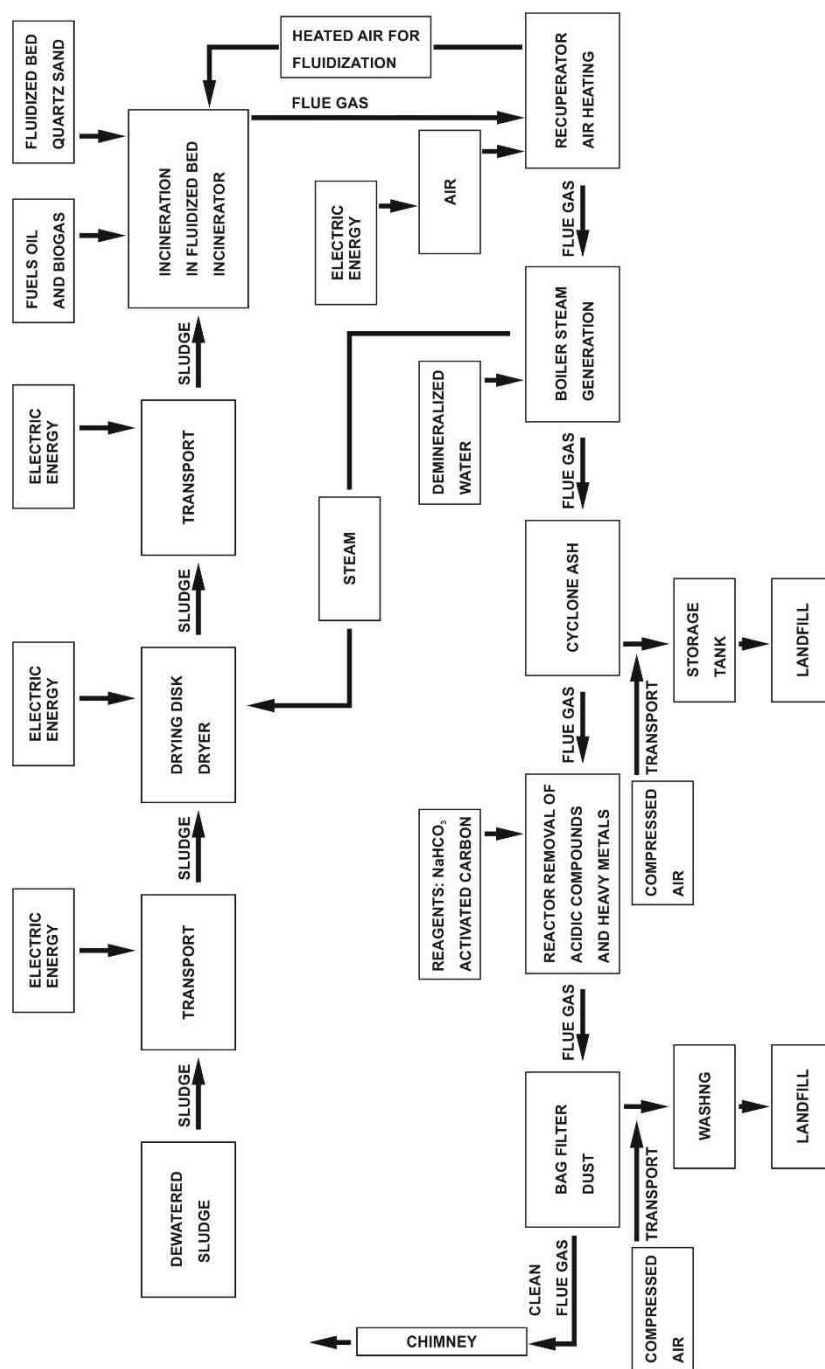 DEWATERED
SLUDGE
SLUDGE
TRANSPORT
ELECTRIC
ENERGY
SLUDGE
DRYING DISK
DRYER
ELECTRIC
ENERGY
SLUDGE
TRANSPORT
ELECTRIC
ENERGY
SLUDGE
INCINERATION
IN FLUIDIZED BED
INCINERATOR
FUELS OIL
AND BIOGAS
FLUIDIZED BED
QUARTZ SAND
HEATED AIR FOR
FLUIDIZATION
FLUE GAS
ELECTRIC
ENERGY
AIR
RECUPERATOR
AIR HEATING
FLUE GAS
BOILER STEAM
GENERATION
DEMINERALIZED
WATER
STEAM
FLUE GAS
CYCLONE ASH
TRANSPORT
COMPRESSED
AIR
STORAGE
TANK
LANDFILL
FLUE GAS
REAGENTS: NaHCO₃
ACTIVATED CARBON
REACTOR REMOVAL OF
ACIDIC COMPOUNDS
AND HEAVY METALS
FLUE GAS
BAG FILTER
DUST
TRANSPORT
COMPRESSED
AIR
WASHNG
LANDFILL
CLEAN
FLUE GAS
CHIMNEY